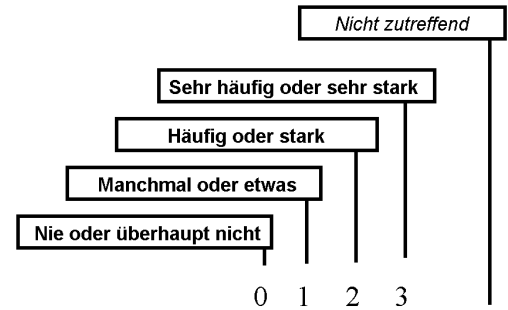 Nicht zutreffend
Sehr häufig oder sehr stark
Häufig oder stark
Manchmal oder etwas
Nie oder überhaupt nicht
0 1 2 3